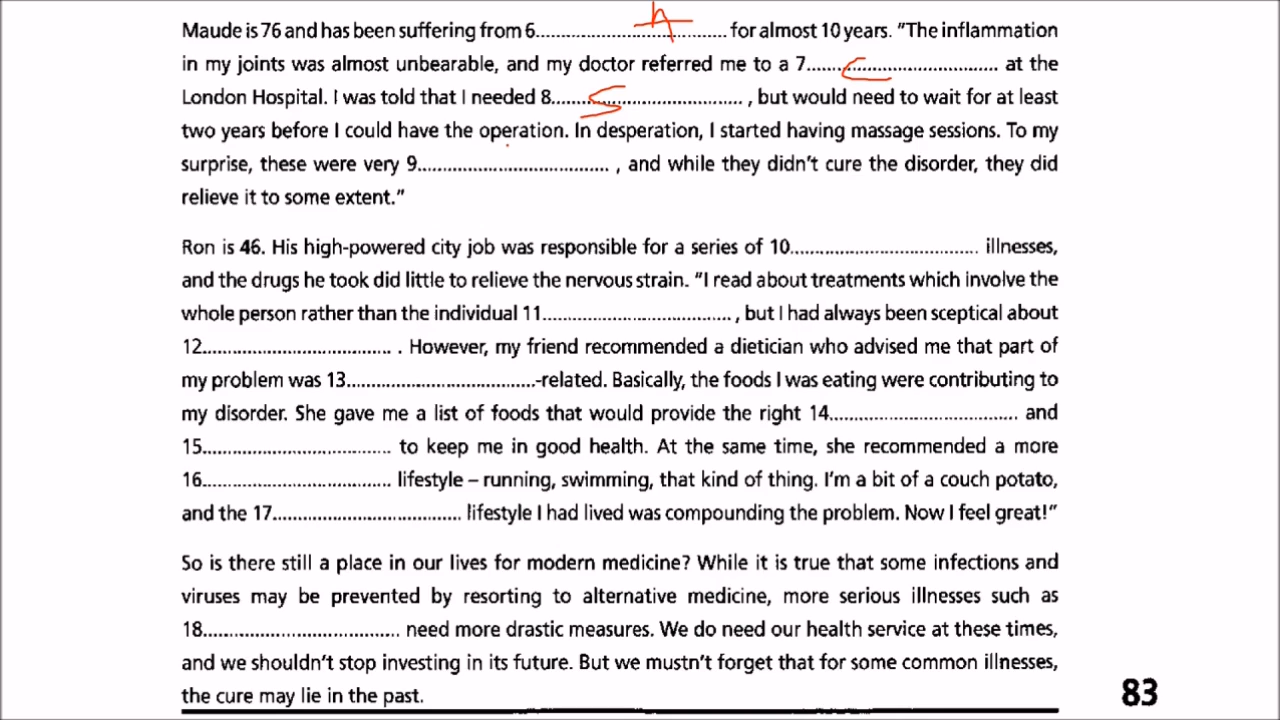 Maude is 76 and has been suffering from 6.......................A.................. for almost 10 years. "The inflammation
in my joints was almost unbearable, and my doctor referred me to a 7........C............................. at the
London Hospital. I was told that I needed 8........S............................. , but would need to wait for at least
two years before I could have the operation. In desperation, I started having massage sessions. To my
surprise, these were very 9...................................... , and while they didn't cure the disorder, they did
relieve it to some extent."
Ron is 46. His high-powered city job was responsible for a series of 10...................................... illnesses,
and the drugs he took did little to relieve the nervous strain. "I read about treatments which involve the
whole person rather than the individual 11...................................... , but I had always been sceptical about
12...................................... . However, my friend recommended a dietician who advised me that part of
my problem was 13......................................-related. Basically, the foods I was eating were contributing to
my disorder. She gave me a list of foods that would provide the right 14...................................... and
15...................................... to keep me in good health. At the same time, she recommended a more
16...................................... lifestyle – running, swimming, that kind of thing. I'm a bit of a couch potato,
and the 17...................................... lifestyle I had lived was compounding the problem. Now I feel great!"
So is there still a place in our lives for modern medicine? While it is true that some infections and
viruses may be prevented by resorting to alternative medicine, more serious illnesses such as
18....................................... need more drastic measures. We do need our health service at these times,
and we shouldn't stop investing in its future. But we mustn't forget that for some common illnesses,
the cure may lie in the past.
83